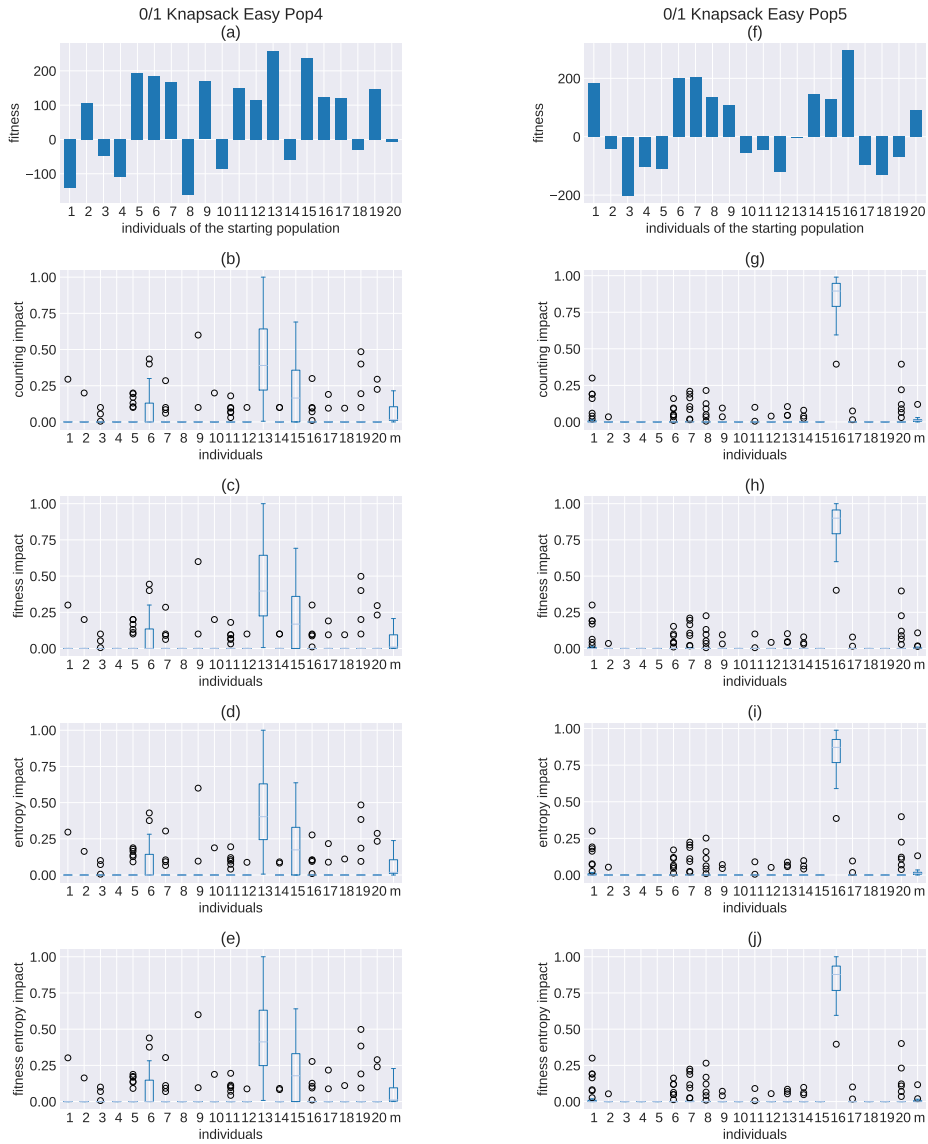 0/1 Knapsack Easy Pop4
(a)
fitness
200
100
0
−100
1 2 3 4 5 6 7 8 9 10 11 12 13 14 15 16 17 18 19 20
individuals of the starting population
(b)
counting impact
1.00
0.75
0.50
0.25
0.00
1 2 3 4 5 6 7 8 9 10 11 12 13 14 15 16 17 18 19 20 m
individuals
(c)
fitness impact
1.00
0.75
0.50
0.25
0.00
1 2 3 4 5 6 7 8 9 10 11 12 13 14 15 16 17 18 19 20 m
individuals
(d)
entropy impact
1.00
0.75
0.50
0.25
0.00
1 2 3 4 5 6 7 8 9 10 11 12 13 14 15 16 17 18 19 20 m
individuals
(e)
fitness entropy impact
1.00
0.75
0.50
0.25
0.00
1 2 3 4 5 6 7 8 9 10 11 12 13 14 15 16 17 18 19 20 m
individuals
0/1 Knapsack Easy Pop5
(f)
fitness
200
0
−200
1 2 3 4 5 6 7 8 9 10 11 12 13 14 15 16 17 18 19 20
individuals of the starting population
(g)
counting impact
1.00
0.75
0.50
0.25
0.00
1 2 3 4 5 6 7 8 9 10 11 12 13 14 15 16 17 18 19 20 m
individuals
(h)
fitness impact
1.00
0.75
0.50
0.25
0.00
1 2 3 4 5 6 7 8 9 10 11 12 13 14 15 16 17 18 19 20 m
individuals
(i)
entropy impact
1.00
0.75
0.50
0.25
0.00
1 2 3 4 5 6 7 8 9 10 11 12 13 14 15 16 17 18 19 20 m
individuals
(j)
fitness entropy impact
1.00
0.75
0.50
0.25
0.00
1 2 3 4 5 6 7 8 9 10 11 12 13 14 15 16 17 18 19 20 m
individuals